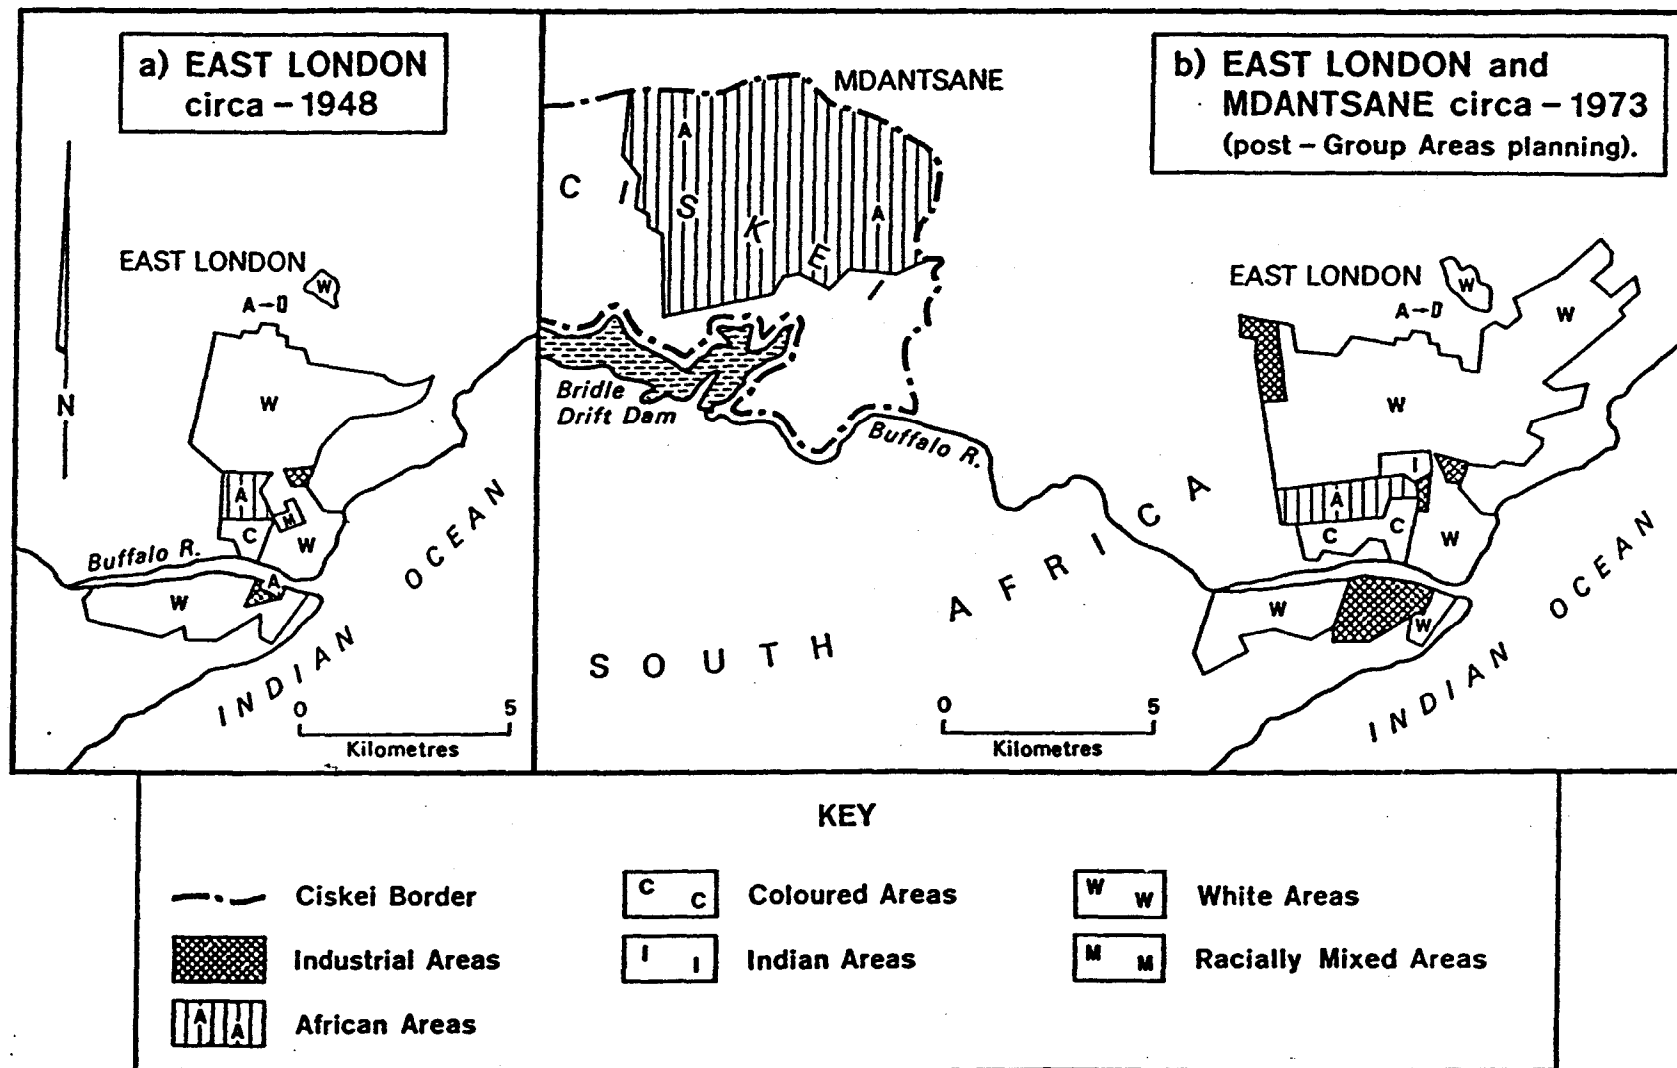 a) EAST LONDON
circa – 1948
EAST LONDON
W
A–D
W
N
A
M
C
W
Buffalo R.
A
W
INDIAN OCEAN
0 5
Kilometres
b) EAST LONDON and
MDANTSANE circa – 1973
(post – Group Areas planning).
MDANTSANE
A
A
CISKEI
Bridle
Drift Dam
Buffalo R.
SOUTH AFRICA
EAST LONDON
W
A–D
W
W
I
A
C
C
W
W
W
INDIAN OCEAN
0 5
Kilometres
KEY
Ciskei Border
C C Coloured Areas
W W White Areas
Industrial Areas
I I Indian Areas
M M Racially Mixed Areas
A A African Areas